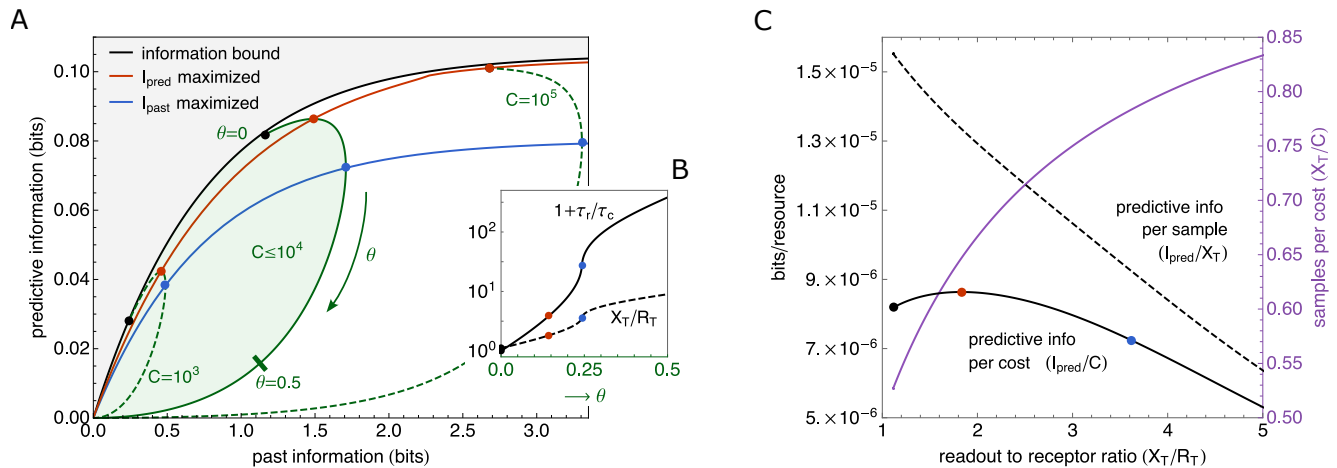 A
information bound
I_pred maximized
I_past maximized
predictive information (bits)
0.10
0.08
0.06
0.04
0.02
0.00
0.0 0.5 1.0 1.5 2.0 2.5 3.0
past information (bits)
θ=0
C=10^5
C≤10^4
θ
C=10^3
θ=0.5
B
1+τ_r/τ_c
X_T/R_T
10^2
10^1
10^0
0.00 0.25 0.5
→ θ
C
bits/resource
1.5×10^-5
1.3×10^-5
1.1×10^-5
9.×10^-6
7.×10^-6
5.×10^-6
1 2 3 4 5
readout to receptor ratio (X_T/R_T)
predictive info
per sample
(I_pred/X_T)
predictive info
per cost (I_pred/C)
0.85
0.80
0.75
0.70
0.65
0.60
0.55
0.50
samples per cost (X_T/C)